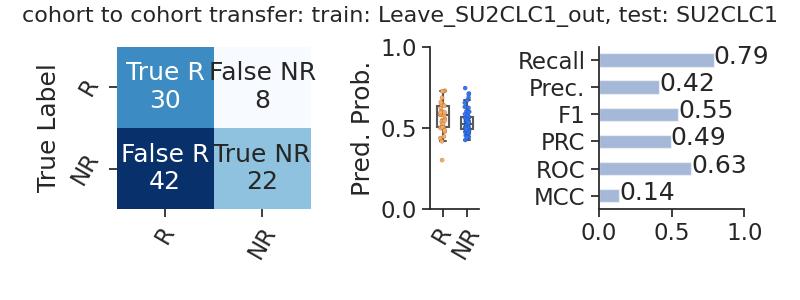 cohort to cohort transfer: train: Leave_SU2CLC1_out, test: SU2CLC1
True Label
R
NR
True R
30
False NR
8
False R
42
True NR
22
R
NR
Pred. Prob.
1.0
0.5
0.0
R
NR
Recall
0.79
Prec.
0.42
F1
0.55
PRC
0.49
ROC
0.63
MCC
0.14
0.0
0.5
1.0